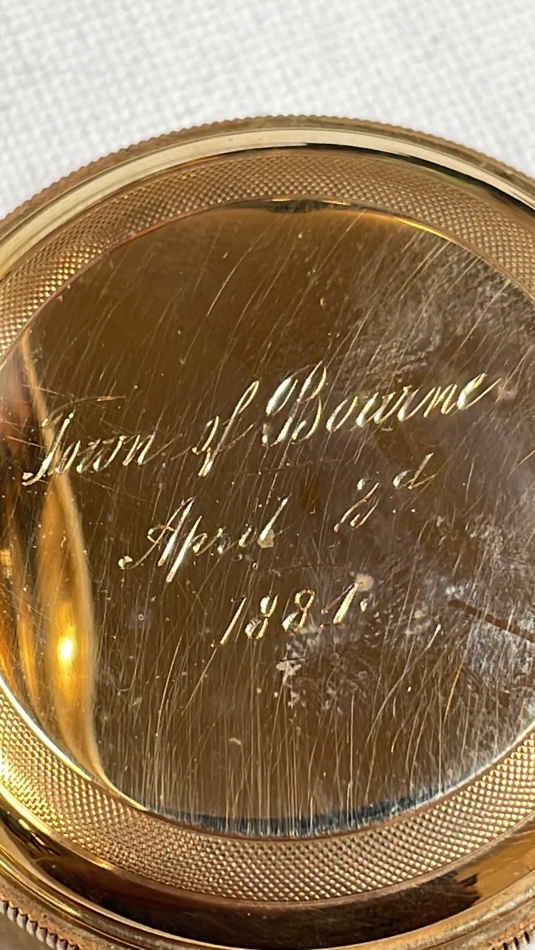 Town of Bourne
April 2d
1884.